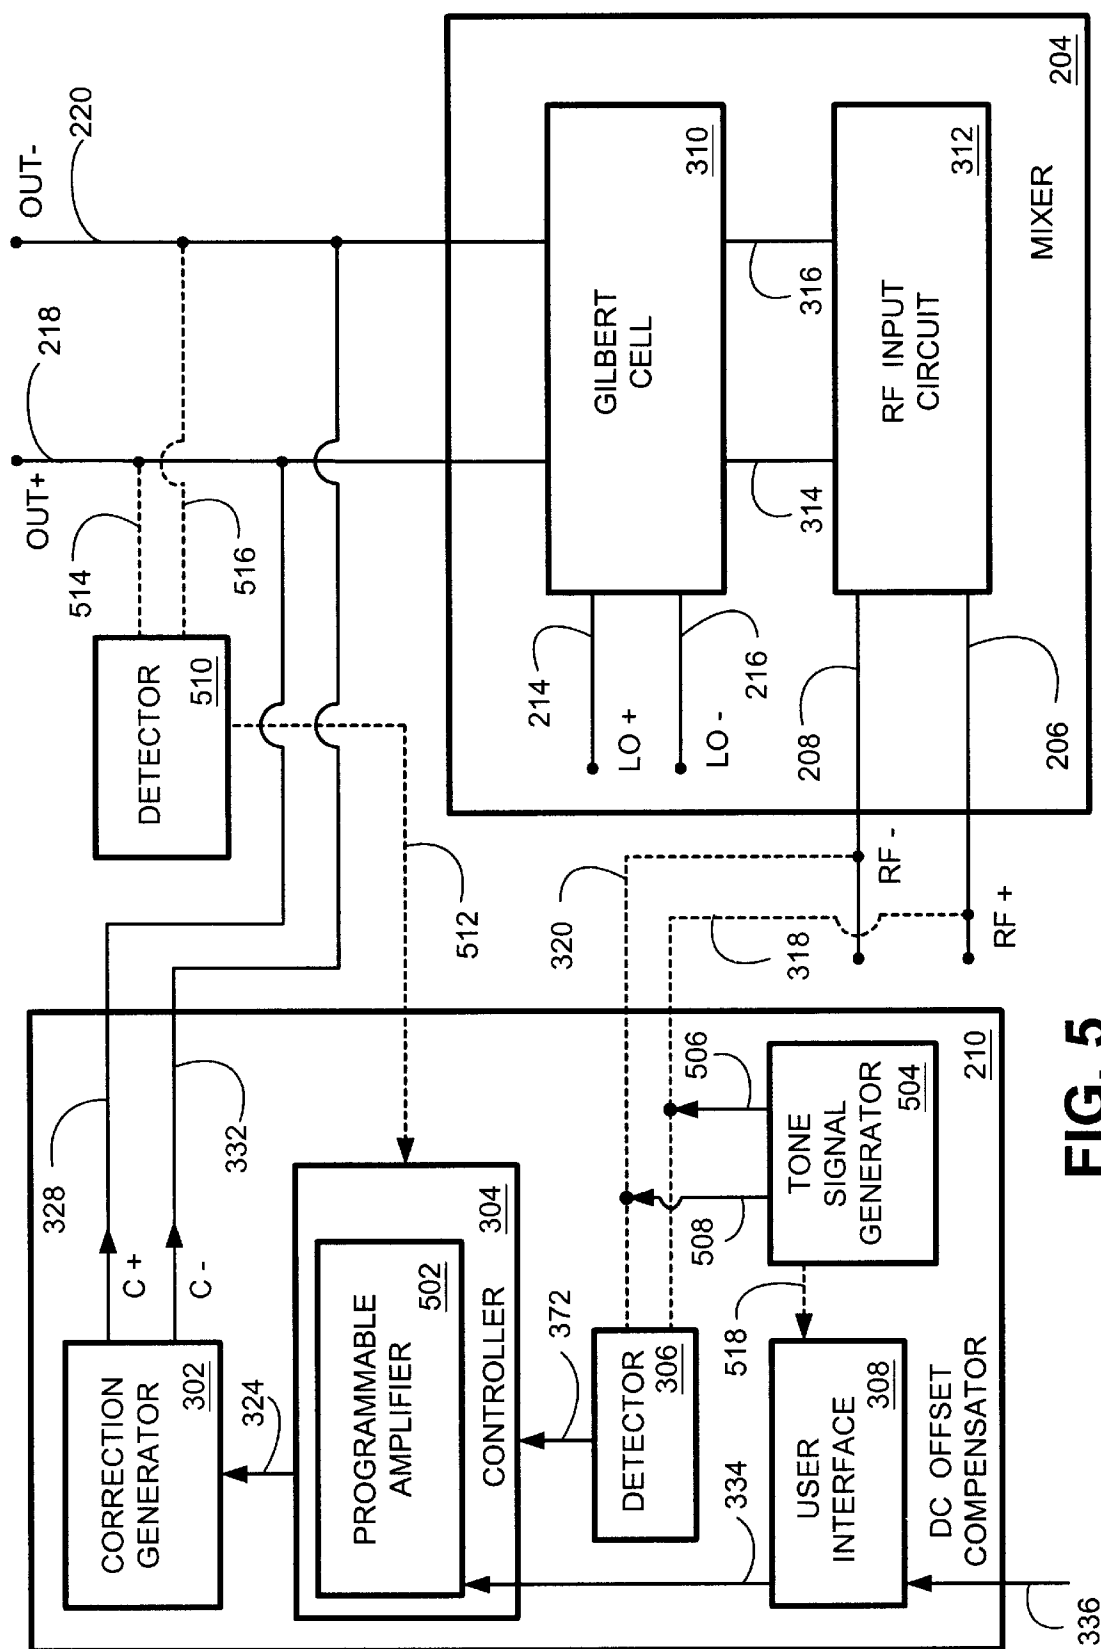 OUT+
OUT-
218
220
514
516
DETECTOR
510
328
332
C +
C -
CORRECTION
GENERATOR
302
324
512
PROGRAMMABLE
AMPLIFIER
502
CONTROLLER
304
372
334
DETECTOR
306
320
318
508
506
TONE
SIGNAL
GENERATOR
504
518
USER
INTERFACE
308
DC OFFSET
COMPENSATOR
210
336
GILBERT
CELL
310
214
LO +
216
LO -
314
316
RF INPUT
CIRCUIT
312
208
206
RF -
RF +
MIXER
204
FIG. 5